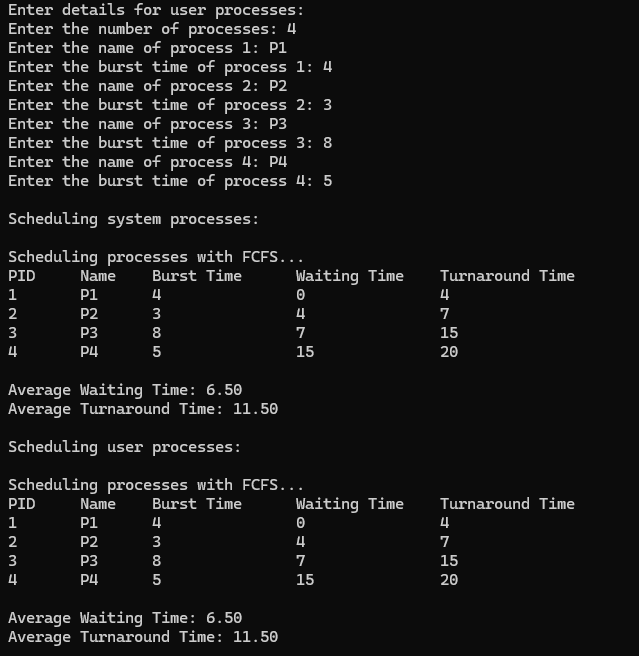 Enter details for user processes:
Enter the number of processes: 4
Enter the name of process 1: P1
Enter the burst time of process 1: 4
Enter the name of process 2: P2
Enter the burst time of process 2: 3
Enter the name of process 3: P3
Enter the burst time of process 3: 8
Enter the name of process 4: P4
Enter the burst time of process 4: 5
Scheduling system processes:
Scheduling processes with FCFS...
PID Name Burst Time Waiting Time Turnaround Time
1 P1 4 0 4
2 P2 3 4 7
3 P3 8 7 15
4 P4 5 15 20
Average Waiting Time: 6.50
Average Turnaround Time: 11.50
Scheduling user processes:
Scheduling processes with FCFS...
PID Name Burst Time Waiting Time Turnaround Time
1 P1 4 0 4
2 P2 3 4 7
3 P3 8 7 15
4 P4 5 15 20
Average Waiting Time: 6.50
Average Turnaround Time: 11.50